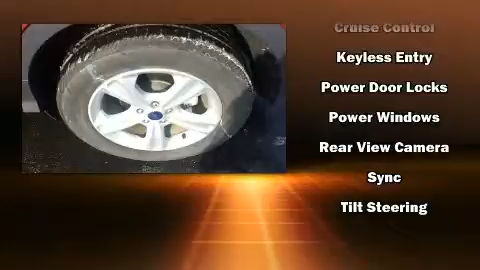 Cruise Control
Keyless Entry
Power Door Locks
Power Windows
Rear View Camera
Sync
Tilt Steering